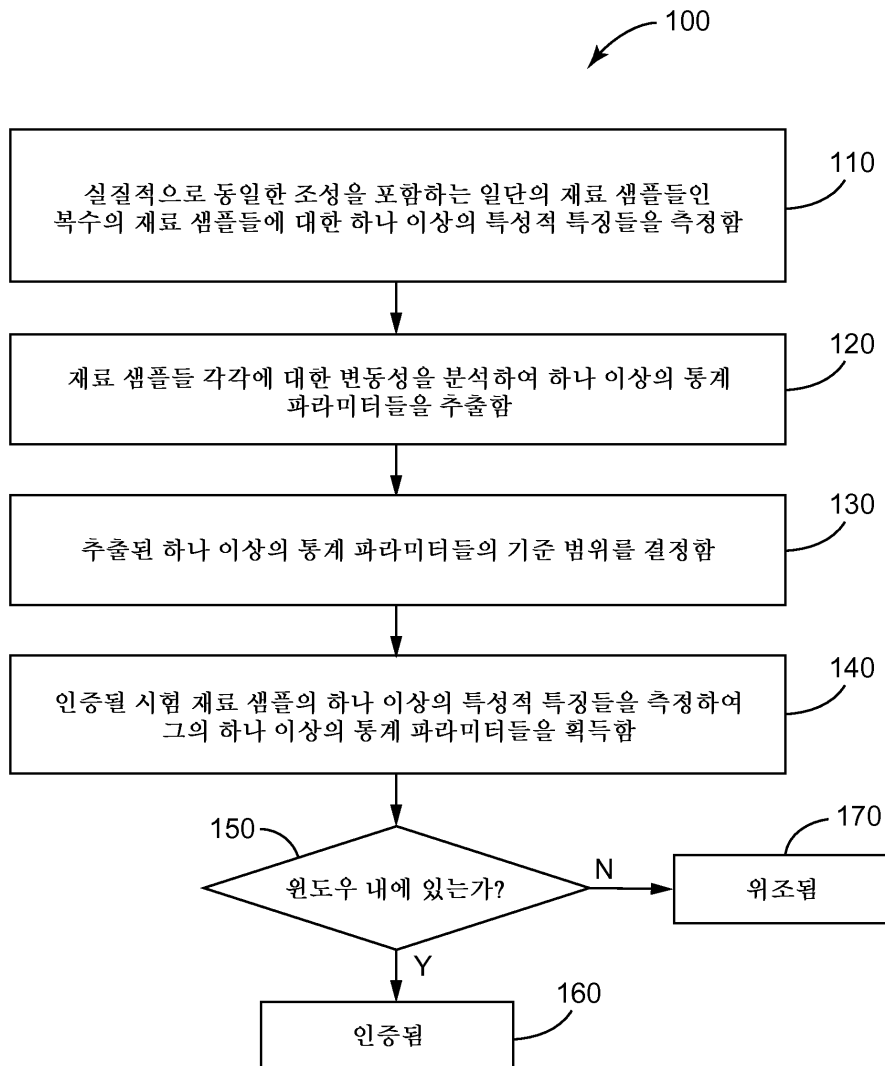 100
실질적으로 동일한 조성을 포함하는 일단의 재료 샘플들인
복수의 재료 샘플들에 대한 하나 이상의 특성적 특징들을 측정함
110
재료 샘플들 각각에 대한 변동성을 분석하여 하나 이상의 통계
파라미터들을 추출함
120
추출된 하나 이상의 통계 파라미터들의 기준 범위를 결정함
130
인증될 시험 재료 샘플의 하나 이상의 특성적 특징들을 측정하여
그의 하나 이상의 통계 파라미터들을 획득함
140
150
윈도우 내에 있는가?
N
170
위조됨
Y
160
인증됨